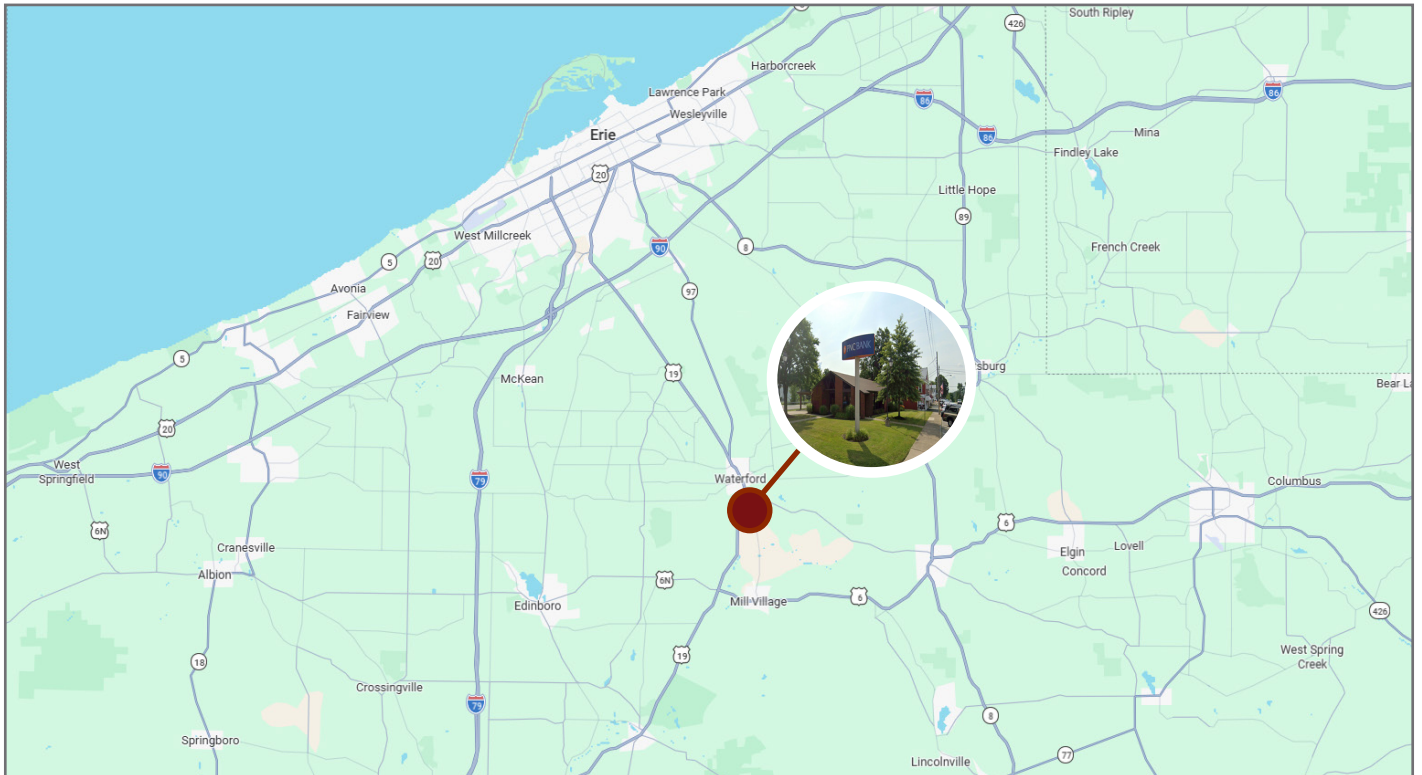 South Ripley
426
Harborcreek
86
Lawrence Park
86
Wesleyville
Erie
86
Mina
Findley Lake
20
Little Hope
89
West Millcreek
90
8
French Creek
5
20
97
Avonia
Fairview
PNCBANK
5
19
sburg
McKean
Bear La
20
West
Springfield
90
79
Waterford
Columbus
6N
6
Cranesville
Elgin
Lovell
Albion
Concord
6N
Edinboro
Mill Village
6
426
18
19
West Spring
Creek
Crossingville
79
8
Springboro
77
Lincolnville